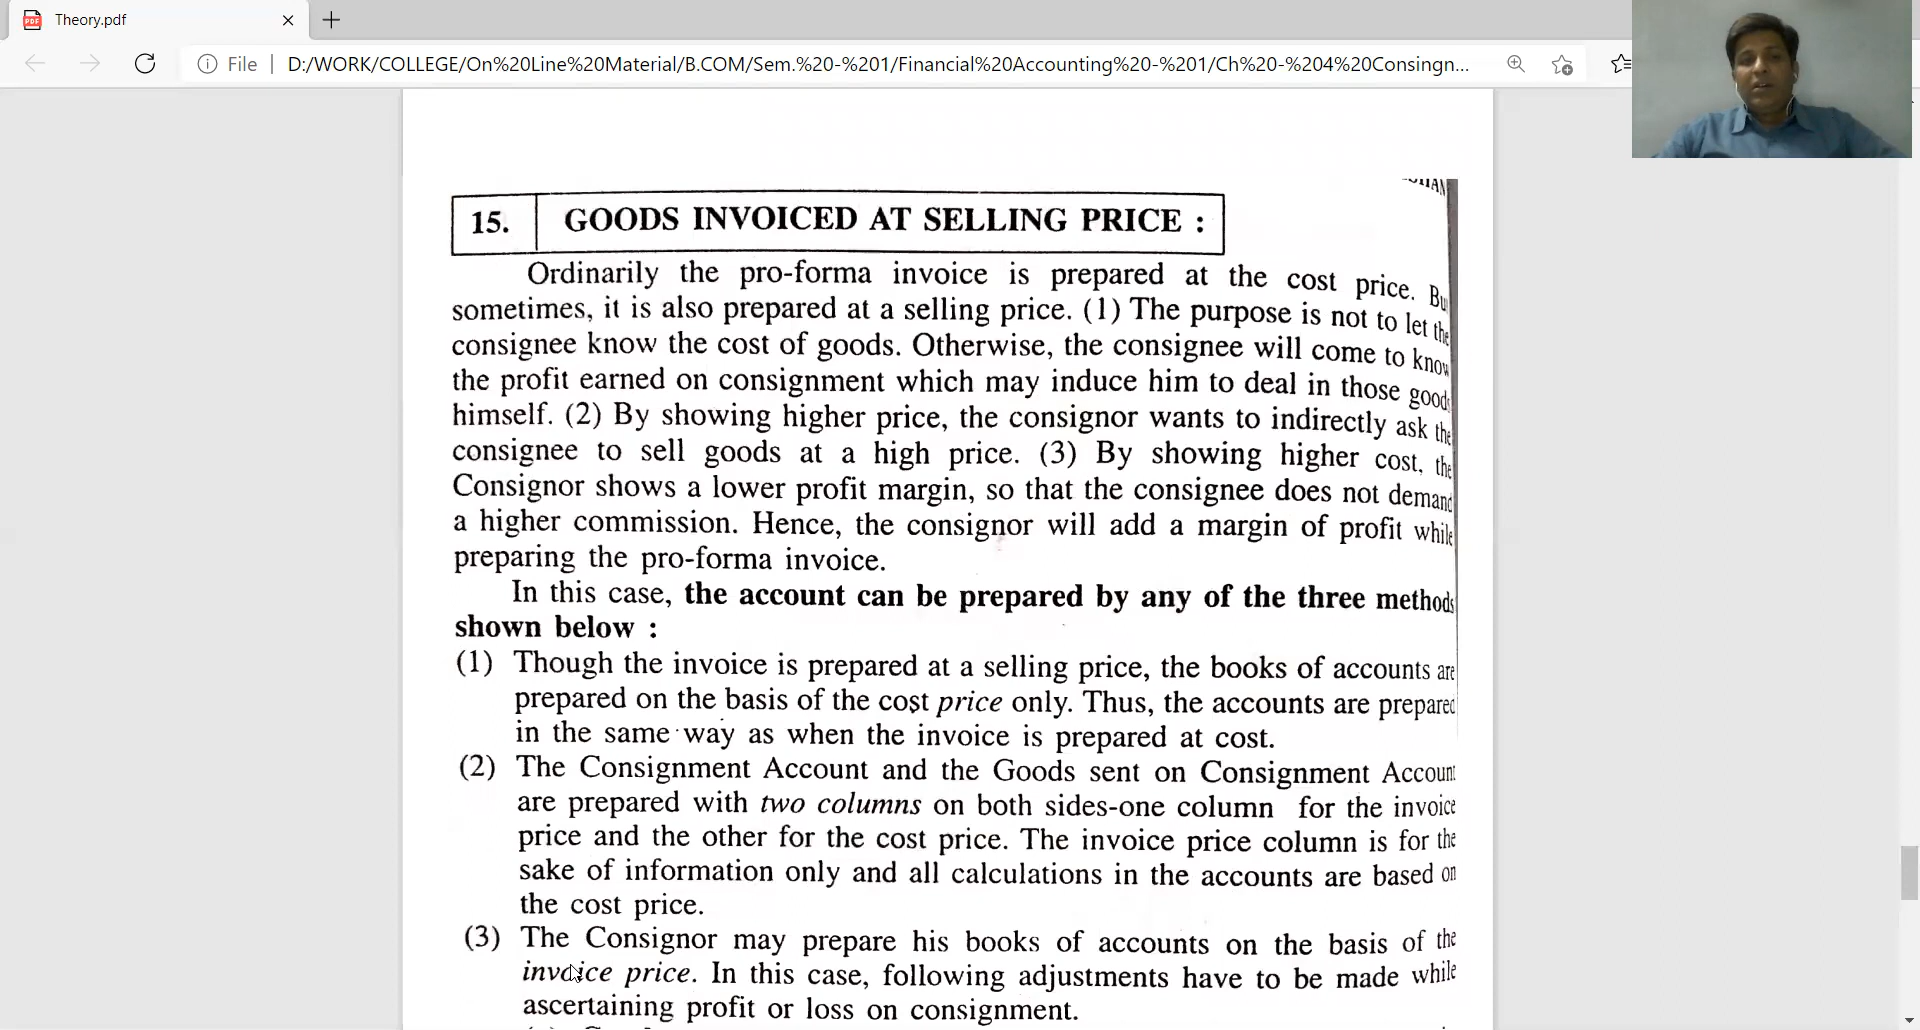 Theory.pdf
File
D:/WORK/COLLEGE/On%20Line%20Material/B.COM/Sem.%20-%201/Financial%20Accounting%20-%201/Ch%20-%204%20Consingn...
15. GOODS INVOICED AT SELLING PRICE :
Ordinarily the pro-forma invoice is prepared at the cost price. Bu
sometimes, it is also prepared at a selling price. (1) The purpose is not to let the
consignee know the cost of goods. Otherwise, the consignee will come to know
the profit earned on consignment which may induce him to deal in those goods
himself. (2) By showing higher price, the consignor wants to indirectly ask the
consignee to sell goods at a high price. (3) By showing higher cost, the
Consignor shows a lower profit margin, so that the consignee does not demand
a higher commission. Hence, the consignor will add a margin of profit while
preparing the pro-forma invoice.
In this case, the account can be prepared by any of the three methods
shown below :
(1) Though the invoice is prepared at a selling price, the books of accounts are
prepared on the basis of the cost price only. Thus, the accounts are prepared
in the same way as when the invoice is prepared at cost.
(2) The Consignment Account and the Goods sent on Consignment Account
are prepared with two columns on both sides-one column for the invoice
price and the other for the cost price. The invoice price column is for the
sake of information only and all calculations in the accounts are based on
the cost price.
(3) The Consignor may prepare his books of accounts on the basis of the
invoice price. In this case, following adjustments have to be made while
ascertaining profit or loss on consignment.